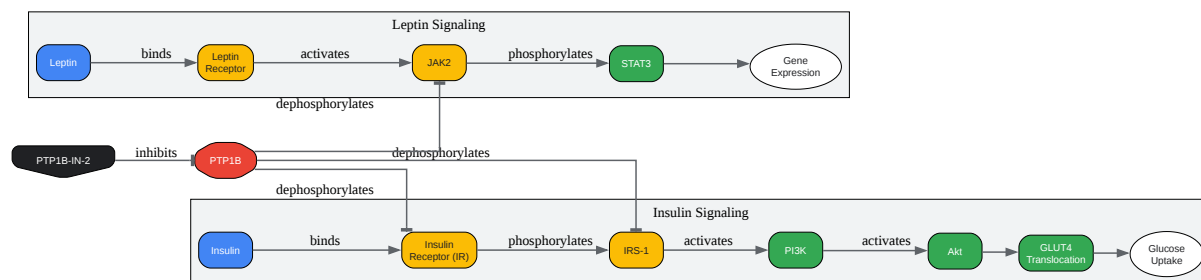 Leptin Signaling
Leptin
binds
Leptin
Receptor
activates
JAK2
phosphorylates
STAT3
Gene
Expression
dephosphorylates
PTP1B-IN-2
inhibits
PTP1B
dephosphorylates
dephosphorylates
Insulin Signaling
Insulin
binds
Insulin
Receptor (IR)
phosphorylates
IRS-1
activates
PI3K
activates
Akt
GLUT4
Translocation
Glucose
Uptake